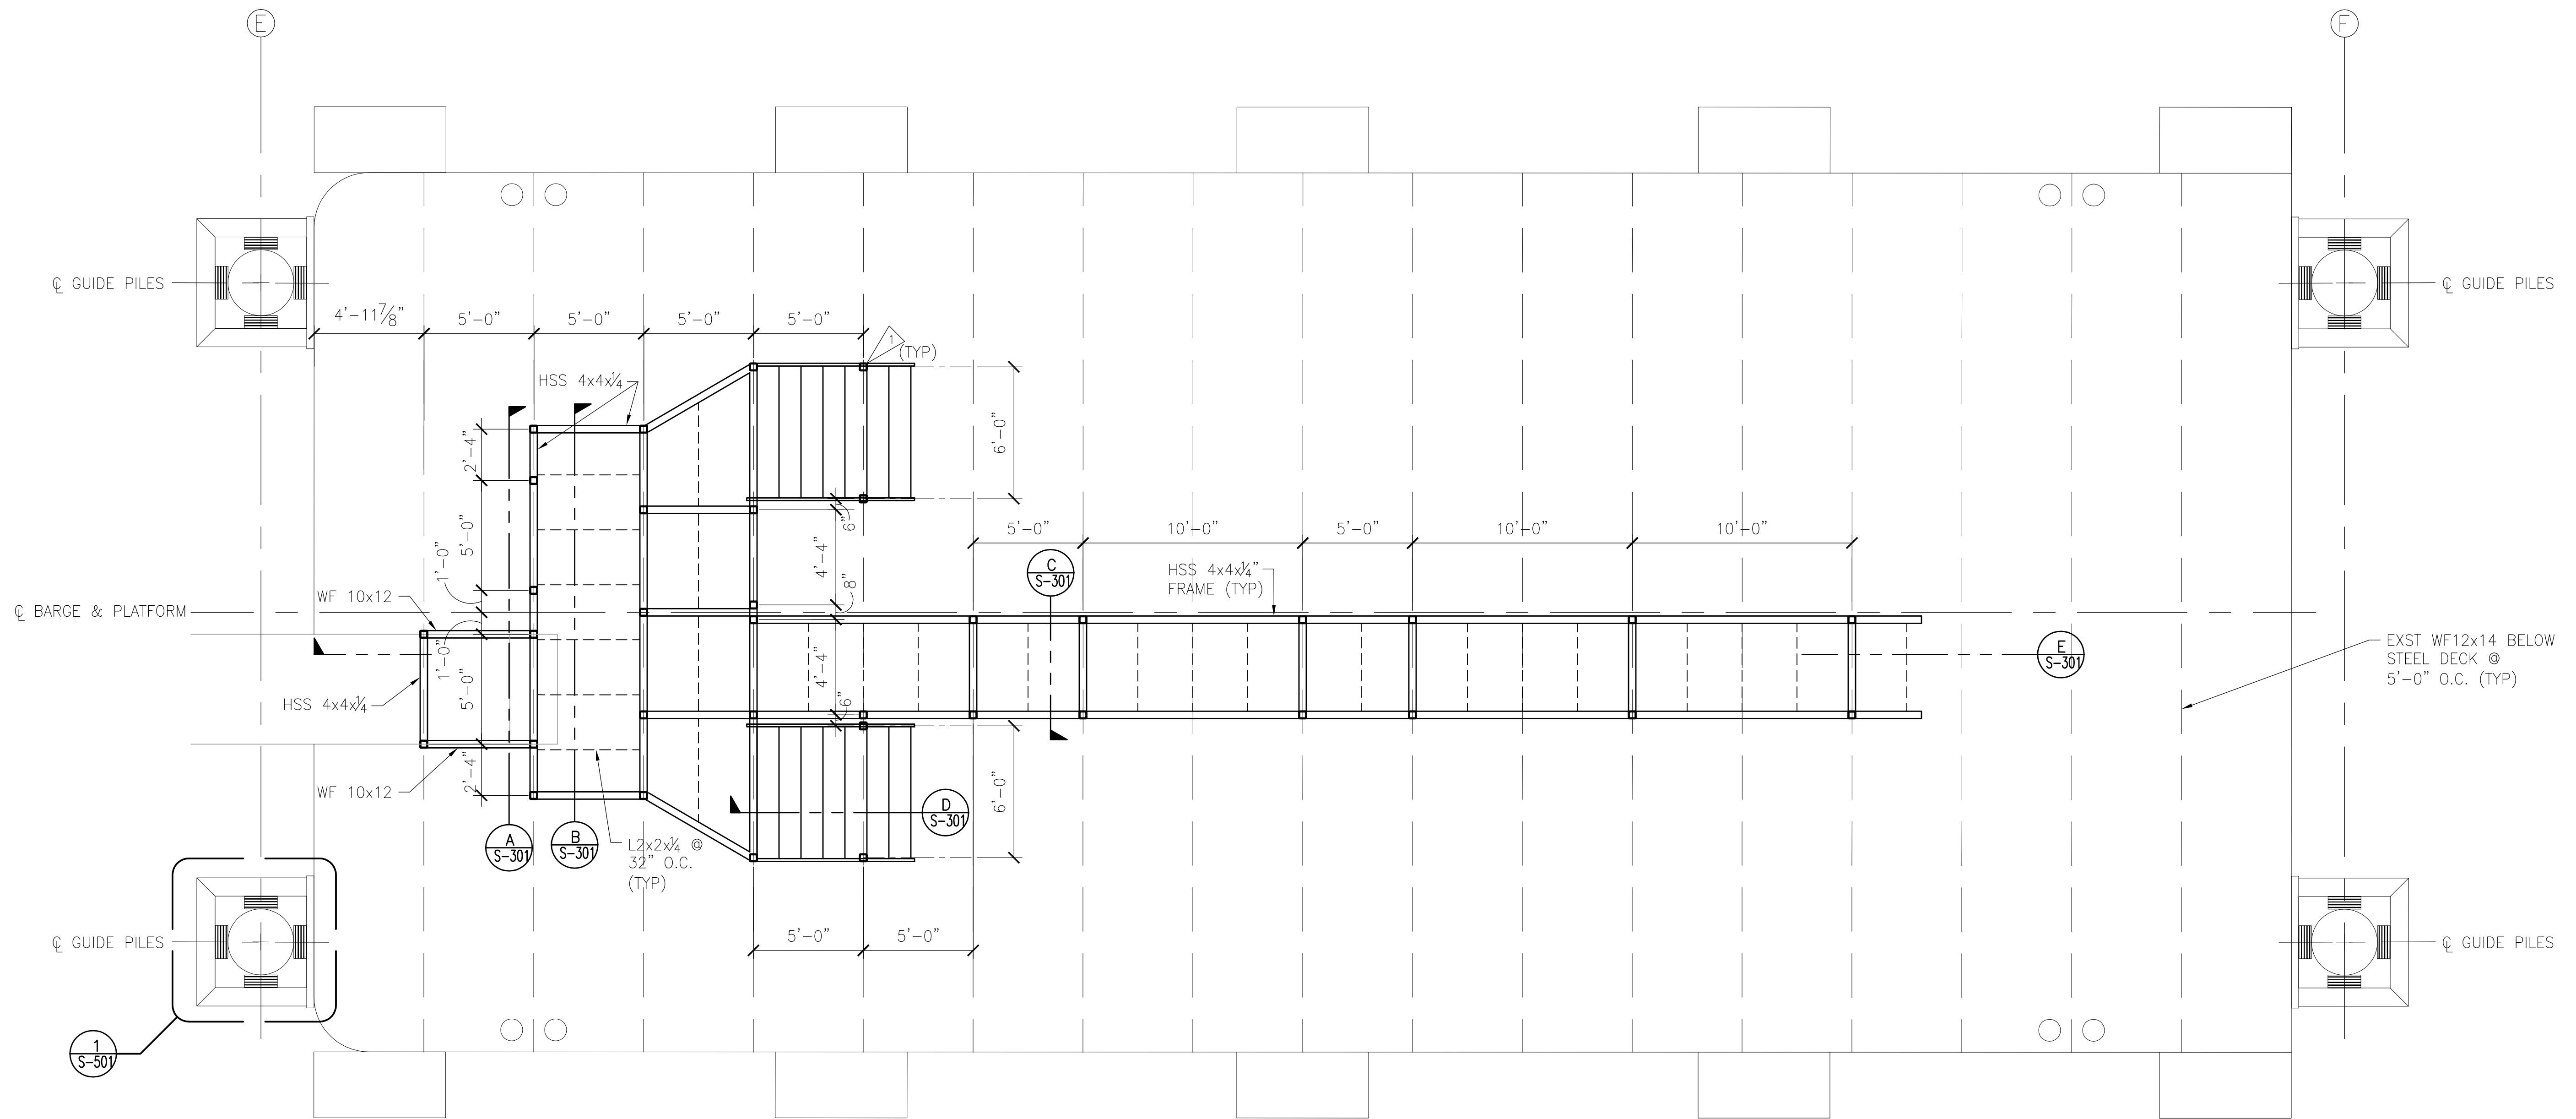 E
F
℄ GUIDE PILES
℄ GUIDE PILES
4'-11⅞"
5'-0"
5'-0"
5'-0"
5'-0"
1
(TYP)
HSS 4x4x¼
2'-4"
6'-0"
6"
5'-0"
5'-0"
10'-0"
5'-0"
10'-0"
10'-0"
4'-4"
1'-0"
C
S-301
HSS 4x4x¼"
FRAME (TYP)
8"
WF 10x12
℄ BARGE & PLATFORM
1'-0"
4'-4"
5'-0"
6"
E
S-301
EXST WF12x14 BELOW
STEEL DECK @
5'-0" O.C. (TYP)
HSS 4x4x¼
2'-4"
WF 10x12
6'-0"
D
S-301
A
S-301
B
S-301
L2x2x¼ @
32" O.C.
(TYP)
5'-0"
5'-0"
℄ GUIDE PILES
℄ GUIDE PILES
1
S-501